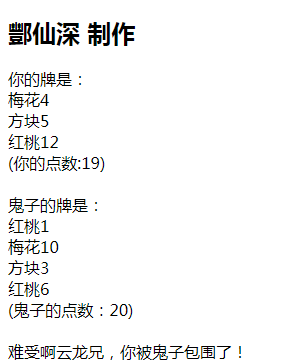 酆仙深 制作
你的牌是：
梅花4
方块5
红桃12
(你的点数:19)
鬼子的牌是：
红桃1
梅花10
方块3
红桃6
(鬼子的点数：20)
难受啊云龙兄，你被鬼子包围了！